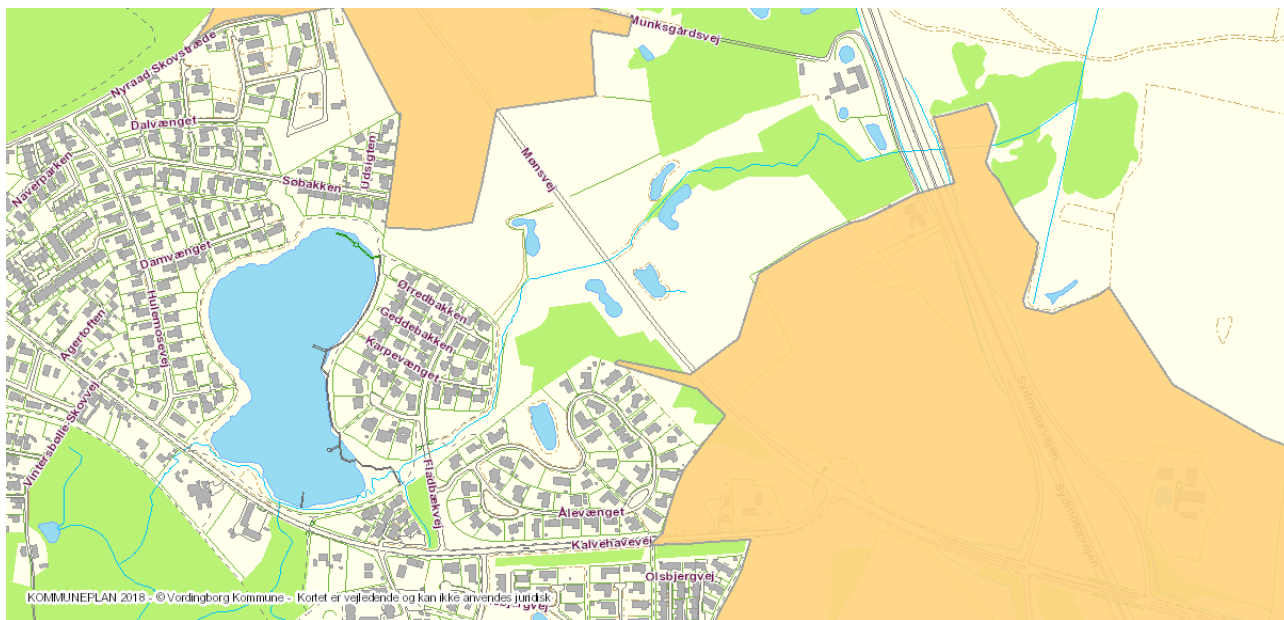 Munksgårdsvej
Nyraad Skovstræde
Dalvænget
Mønsvej
Udsigten
Naverparken
Søbakken
Damvænget
Ørredbakken
Hulemosevej
Geddebakken
Agertoften
Karpevænget
Sydmotorvejen
Vintersbølle Skovvej
Fladbækvej
Sydmotorvejen
Ålevænget
Kalvehavevej
Olsbjergvej
KOMMUNEPLAN 2018 - © Vordingborg Kommune - Kortet er vejledende og kan ikke anvendes juridisk